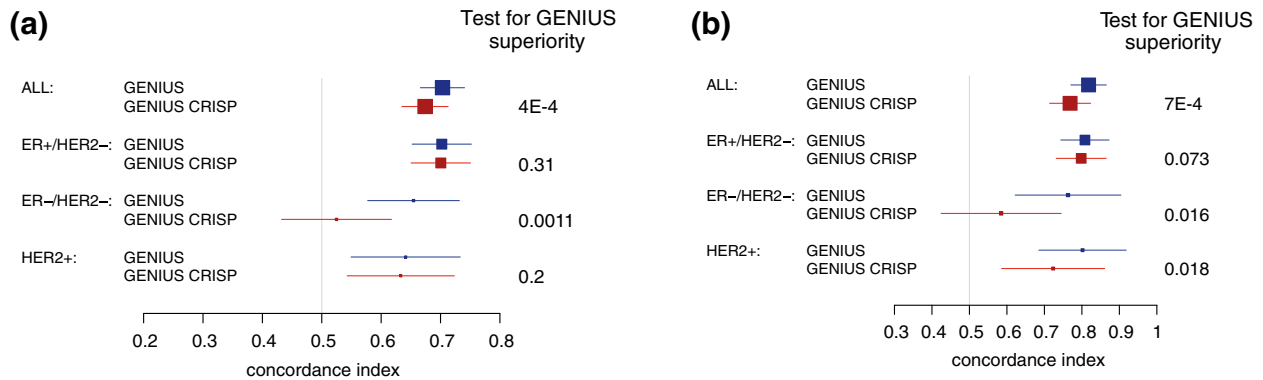 (a)
Test for GENIUS
superiority
ALL: GENIUS
GENIUS CRISP 4E-4
ER+/HER2−: GENIUS
GENIUS CRISP 0.31
ER−/HER2−: GENIUS
GENIUS CRISP 0.0011
HER2+: GENIUS
GENIUS CRISP 0.2
0.2 0.3 0.4 0.5 0.6 0.7 0.8
concordance index
(b)
Test for GENIUS
superiority
ALL: GENIUS
GENIUS CRISP 7E-4
ER+/HER2−: GENIUS
GENIUS CRISP 0.073
ER−/HER2−: GENIUS
GENIUS CRISP 0.016
HER2+: GENIUS
GENIUS CRISP 0.018
0.3 0.4 0.5 0.6 0.7 0.8 0.9 1
concordance index